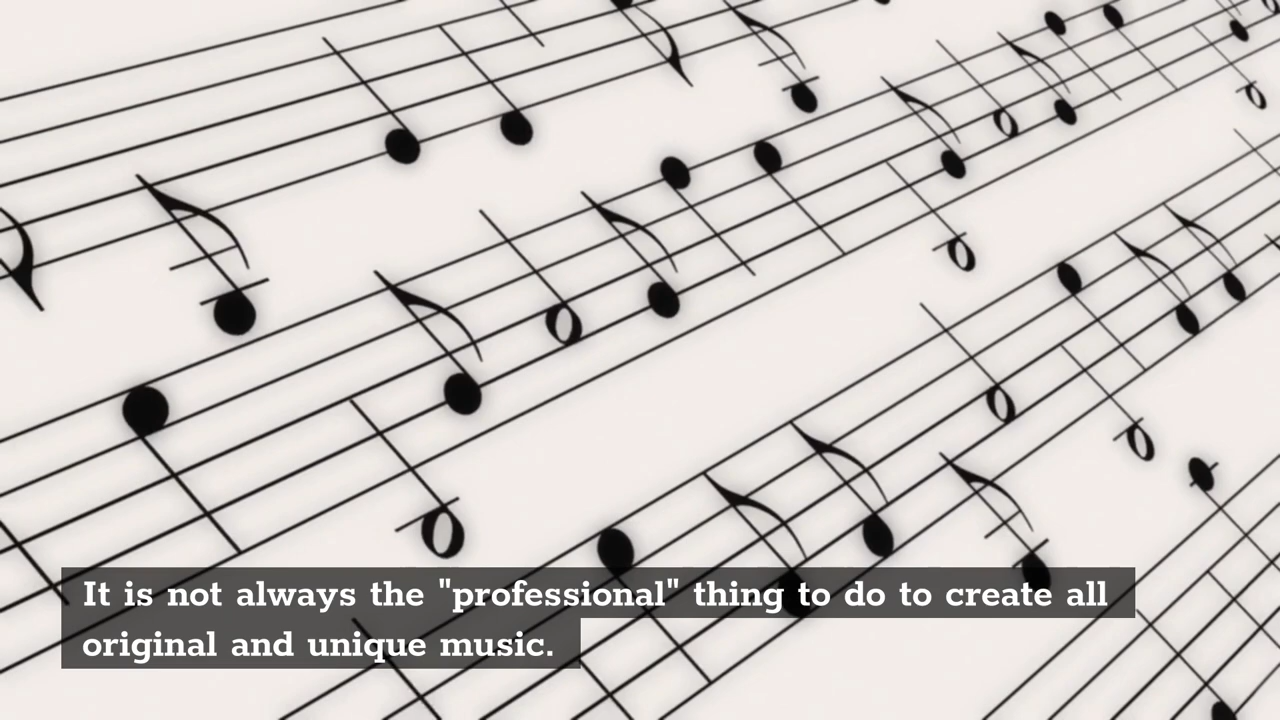 It is not always the "professional" thing to do to create all
original and unique music.